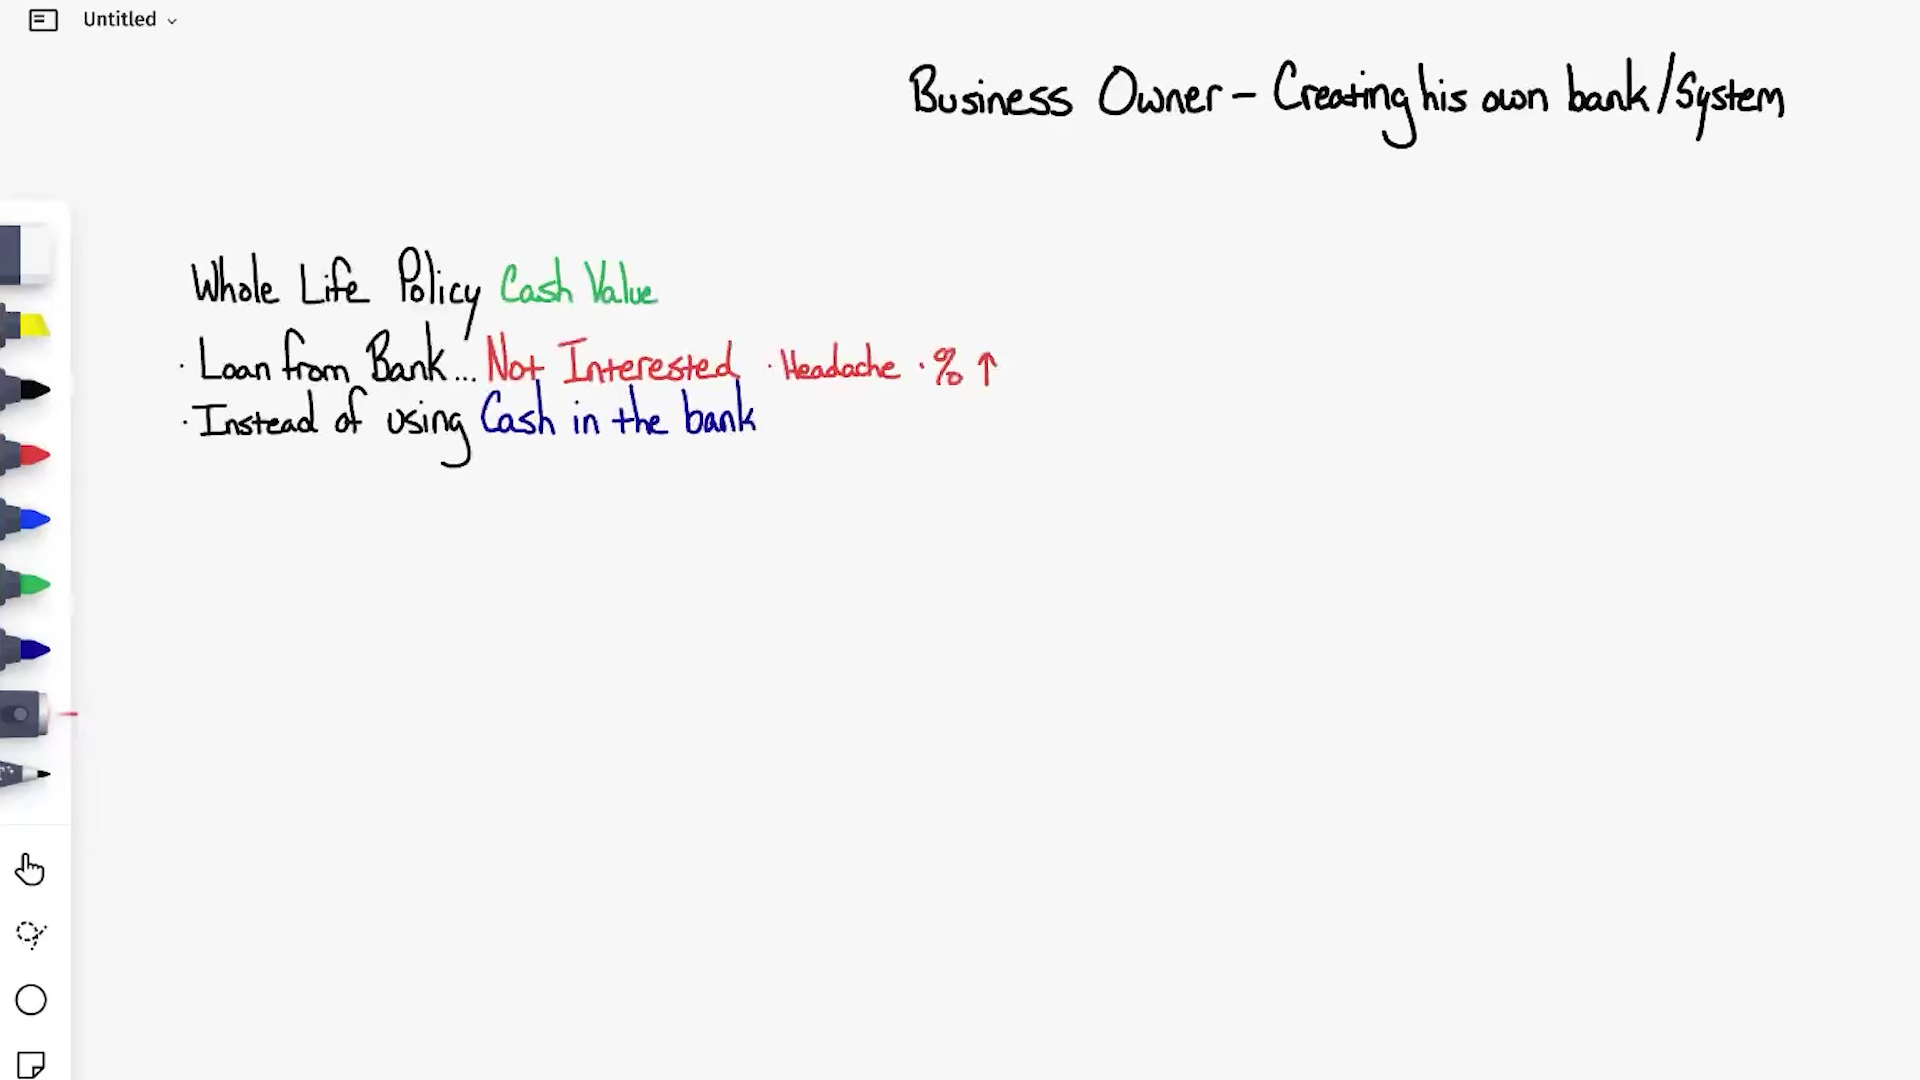 Untitled
Business Owner - Creating his own bank/System
Whole Life Policy Cash Value
· Loan from Bank... Not Interested · Headache · % ↑
· Instead of using Cash in the bank